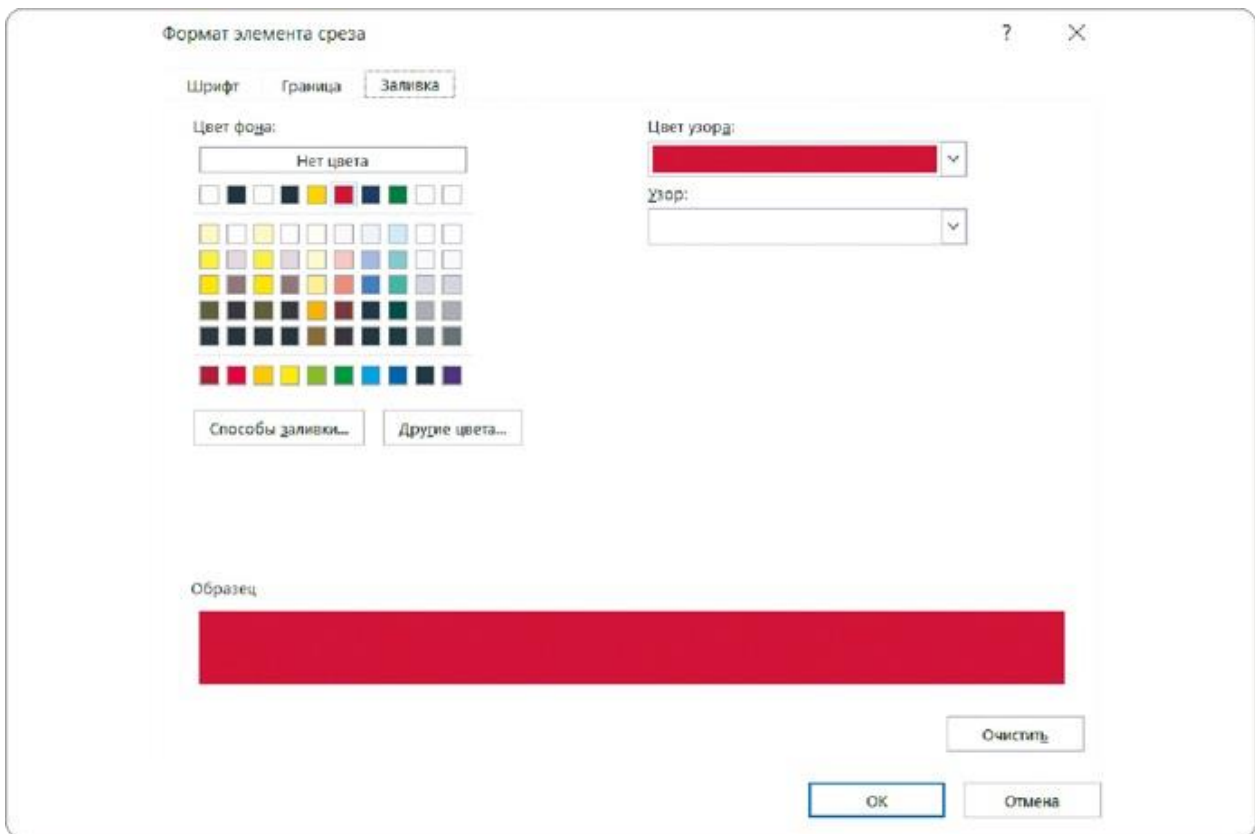 Формат элемента среза ?
Шрифт Граница Заливка
Цвет фона: Цвет узора:
Нет цвета
Узор:
Способы заливки... Другие цвета...
Образец
Очистить
ОК Отмена